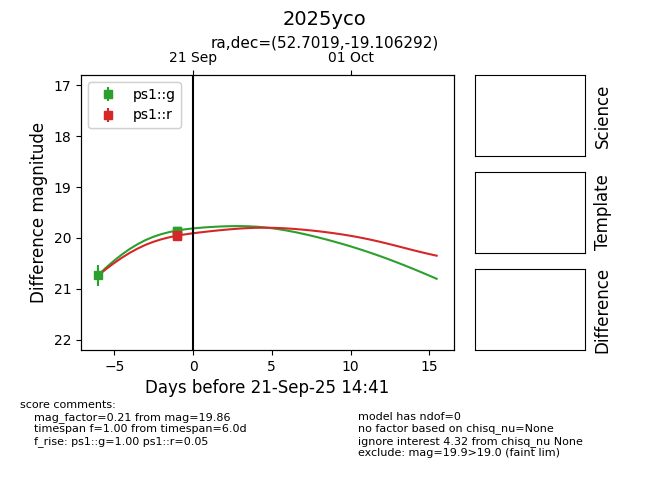 2025yco
ra,dec=(52.7019,-19.106292)
21 Sep
01 Oct
ps1::g
ps1::r
17
18
19
20
21
22
Difference magnitude
−5
0
5
10
15
Days before 21-Sep-25 14:41
Science
Template
Difference
score comments:
mag_factor=0.21 from mag=19.86
timespan f=1.00 from timespan=6.0d
f_rise: ps1::g=1.00 ps1::r=0.05
model has ndof=0
no factor based on chisq_nu=None
ignore interest 4.32 from chisq_nu None
exclude: mag=19.9>19.0 (faint lim)